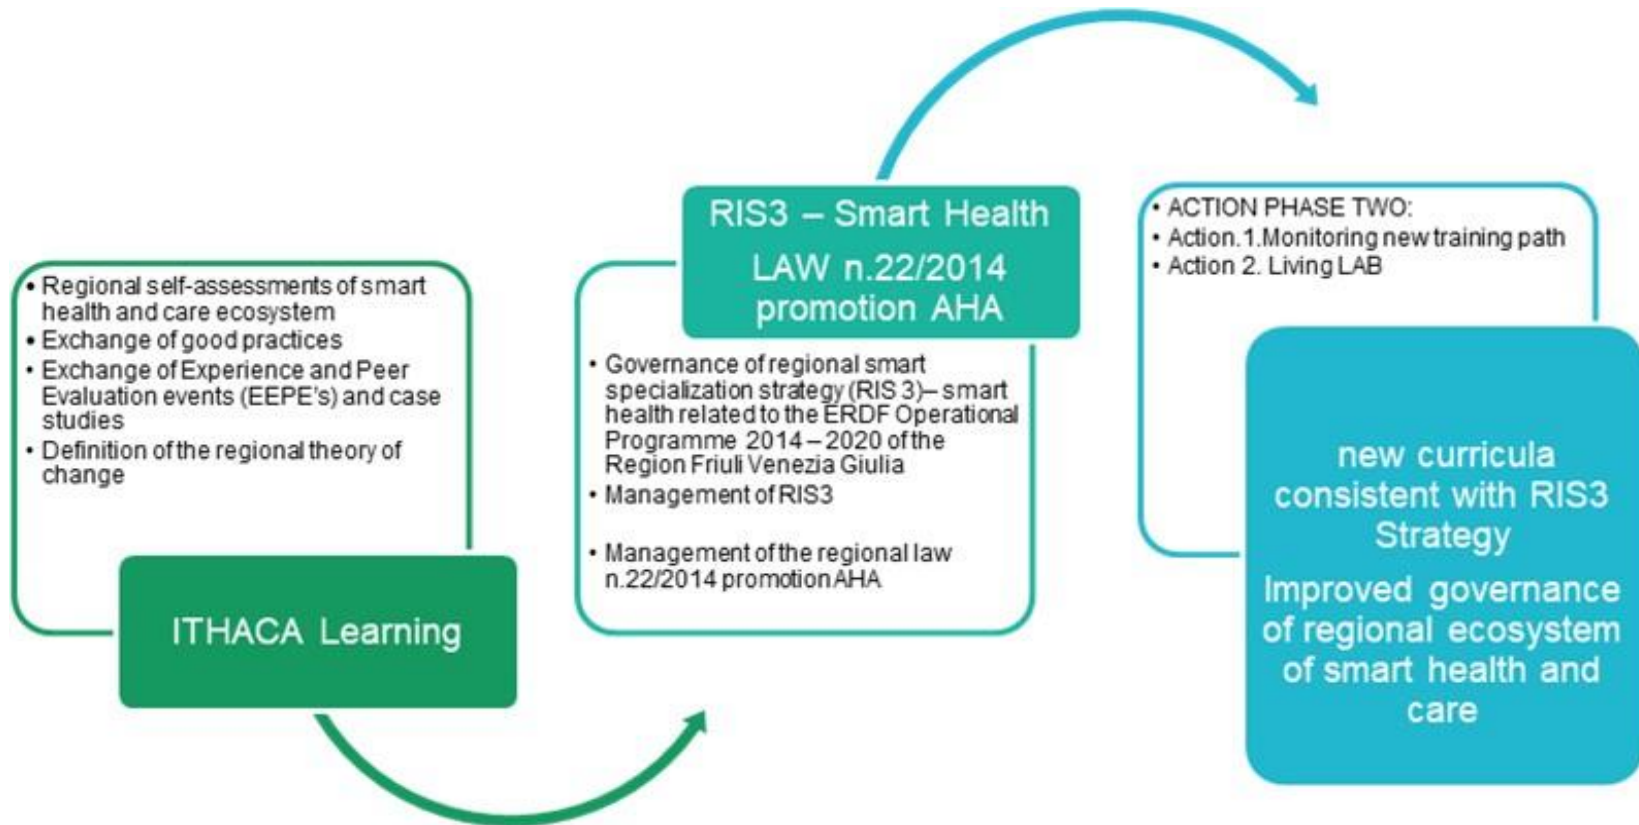 • Regional self-assessments of smart
health and care ecosystem
• Exchange of good practices
• Exchange of Experience and Peer
Evaluation events (EEPE's) and case
studies
• Definition of the regional theory of
change
ITHACA Learning
RIS3 – Smart Health
LAW n.22/2014
promotion AHA
• Governance of regional smart
specialization strategy (RIS 3)– smart
health related to the ERDF Operational
Programme 2014 – 2020 of the
Region Friuli Venezia Giulia
• Management of RIS3
• Management of the regional law
n.22/2014 promotion AHA
• ACTION PHASE TWO:
• Action.1.Monitoring new training path
• Action 2. Living LAB
new curricula
consistent with RIS3
Strategy
Improved governance
of regional ecosystem
of smart health and
care